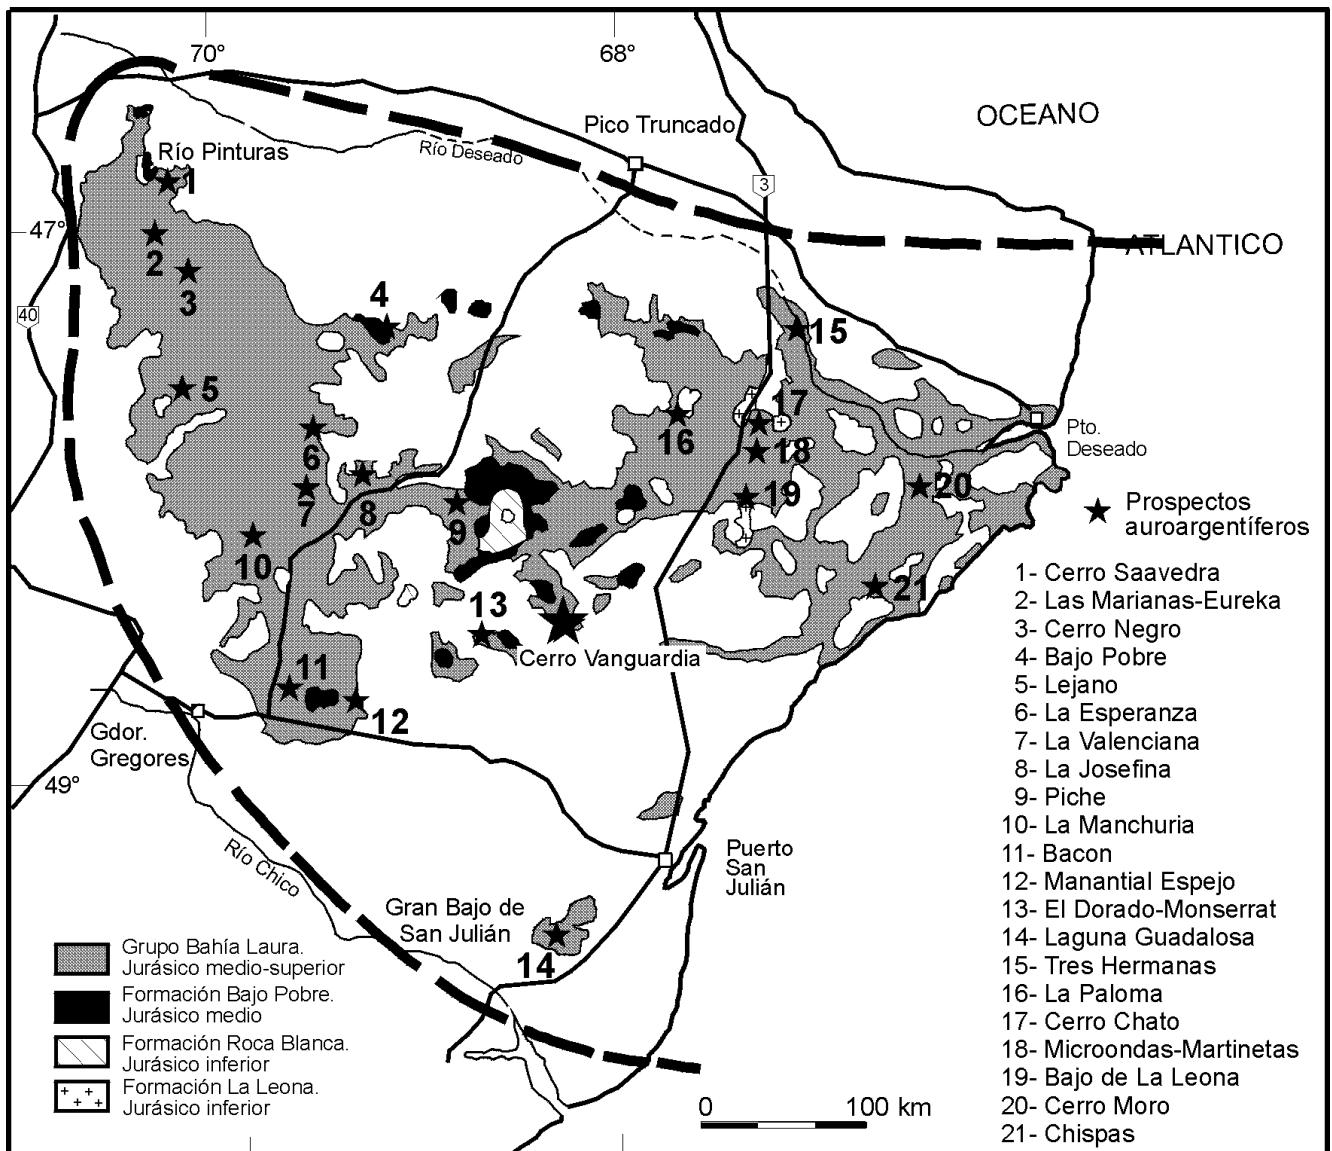 70°
68°
OCEANO
Pico Truncado
Río Deseado
Río Pinturas
1
3
47°
2
ATLANTICO
3
4
40
15
5
17
16
6
Pto.
Deseado
18
7
8
19
20
Prospectos
auroargentíferos
9
10
21
13
Cerro Vanguardia
11
12
Gdor.
Gregores
49°
Río Chico
Puerto
San
Julián
Gran Bajo de
San Julián
14
Grupo Bahía Laura.
Jurásico medio-superior
Formación Bajo Pobre.
Jurásico medio
Formación Roca Blanca.
Jurásico inferior
Formación La Leona.
Jurásico inferior
0 100 km
1- Cerro Saavedra
2- Las Marianas-Eureka
3- Cerro Negro
4- Bajo Pobre
5- Lejano
6- La Esperanza
7- La Valenciana
8- La Josefina
9- Piche
10- La Manchuria
11- Bacon
12- Manantial Espejo
13- El Dorado-Monserrat
14- Laguna Guadalosa
15- Tres Hermanas
16- La Paloma
17- Cerro Chato
18- Microondas-Martinetas
19- Bajo de La Leona
20- Cerro Moro
21- Chispas